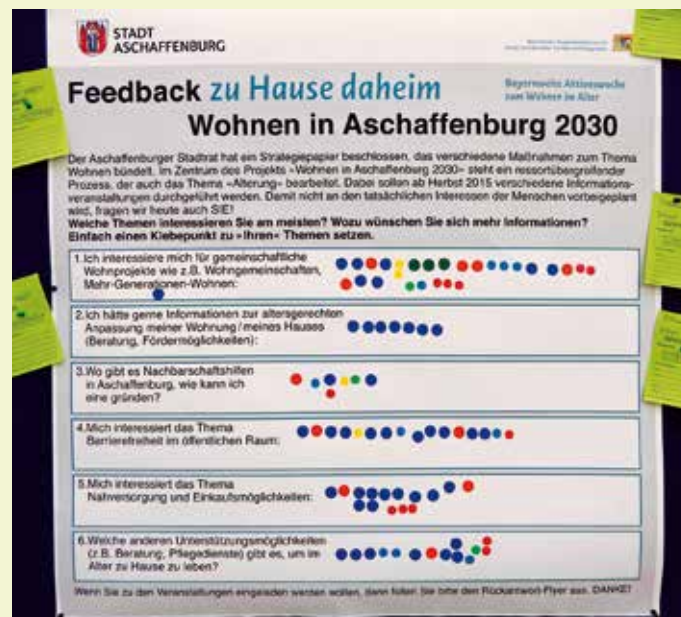 STADT
ASCHAFFENBURG
Feedback zu Hause daheim
Bayernweite Aktionswoche
zum Wohnen im Alter
Wohnen in Aschaffenburg 2030
Der Aschaffenburger Stadtrat hat ein Strategiepapier beschlossen, das verschiedene Maßnahmen zum Thema
Wohnen bündelt. Im Zentrum des Projekts »Wohnen in Aschaffenburg 2030« steht ein ressortübergreifender
Prozess, der auch das Thema »Alterung« bearbeitet. Dabei sollen ab Herbst 2015 verschiedene Informations-
veranstaltungen durchgeführt werden. Damit nicht an den tatsächlichen Interessen der Menschen vorbeigeplant
wird, fragen wir heute auch SIE!
Welche Themen interessieren Sie am meisten? Wozu wünschen Sie sich mehr Informationen?
Einfach einen Klebepunkt zu »Ihren« Themen setzen.
1.Ich interessiere mich für gemeinschaftliche
Wohnprojekte wie z.B. Wohngemeinschaften,
Mehr-Generationen-Wohnen:
2.Ich hätte gerne Informationen zur altersgerechten
Anpassung meiner Wohnung/meines Hauses
(Beratung, Fördermöglichkeiten):
3.Wo gibt es Nachbarschaftshilfen
in Aschaffenburg, wie kann ich
eine gründen?
4.Mich interessiert das Thema
Barrierefreiheit im öffentlichen Raum:
5.Mich interessiert das Thema
Nahversorgung und Einkaufsmöglichkeiten:
6.Welche anderen Unterstützungsmöglichkeiten
(z.B. Beratung, Pflegedienste) gibt es, um im
Alter zu Hause zu leben?
Wenn Sie zu den Veranstaltungen eingeladen werden wollen, dann füllen Sie bitte den Rückantwort-Flyer aus. DANKE!